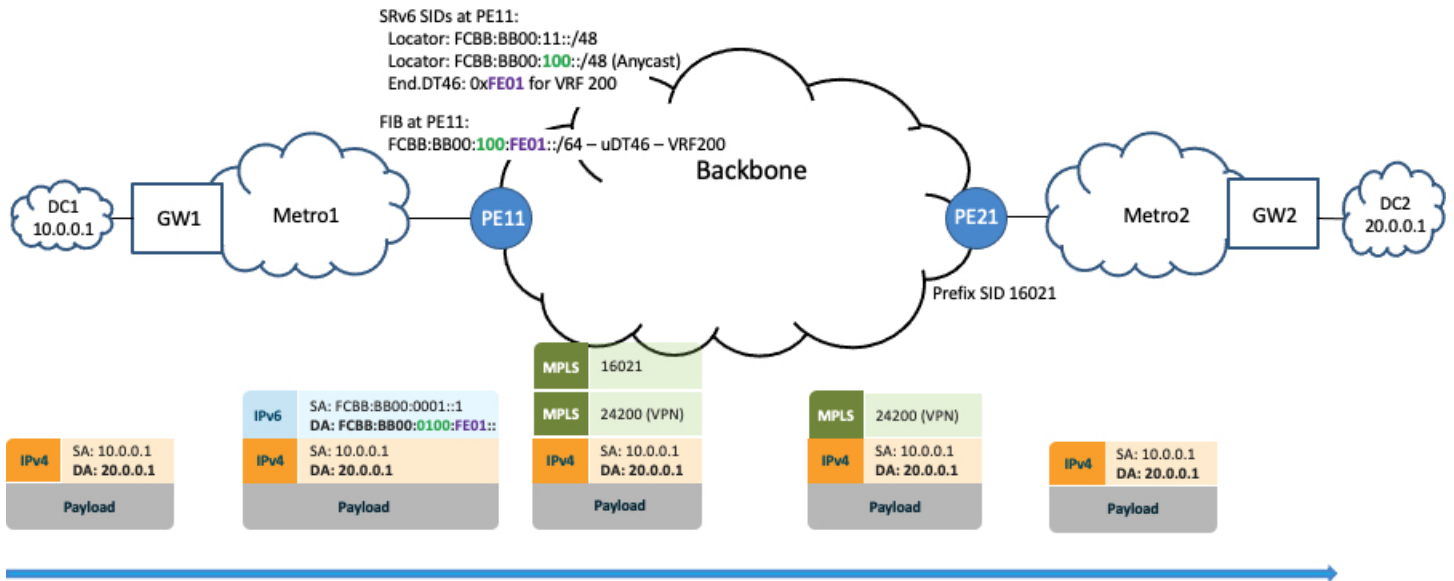 SRv6 SIDs at PE11:
Locator: FCBB:BB00:11::/48
Locator: FCBB:BB00:100::/48 (Anycast)
End.DT46: 0xFE01 for VRF 200
FIB at PE11:
FCBB:BB00:100:FE01::/64 – uDT46 – VRF200
Backbone
DC1
10.0.0.1
GW1
Metro1
PE11
PE21
Metro2
GW2
DC2
20.0.0.1
Prefix SID 16021
IPv4
SA: 10.0.0.1
DA: 20.0.0.1
Payload
IPv6
SA: FCBB:BB00:0001::1
DA: FCBB:BB00:0100:FE01::
IPv4
SA: 10.0.0.1
DA: 20.0.0.1
Payload
MPLS 16021
MPLS 24200 (VPN)
IPv4
SA: 10.0.0.1
DA: 20.0.0.1
Payload
MPLS 24200 (VPN)
IPv4
SA: 10.0.0.1
DA: 20.0.0.1
Payload
IPv4
SA: 10.0.0.1
DA: 20.0.0.1
Payload